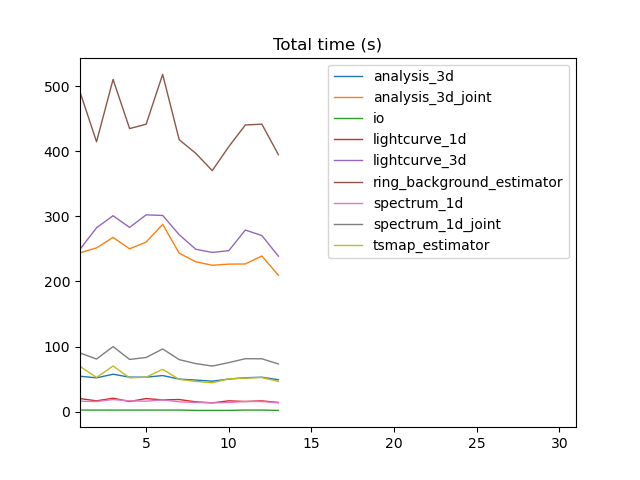 Total time (s)
500
400
300
200
100
0
5
10
15
20
25
30
analysis_3d
analysis_3d_joint
io
lightcurve_1d
lightcurve_3d
ring_background_estimator
spectrum_1d
spectrum_1d_joint
tsmap_estimator